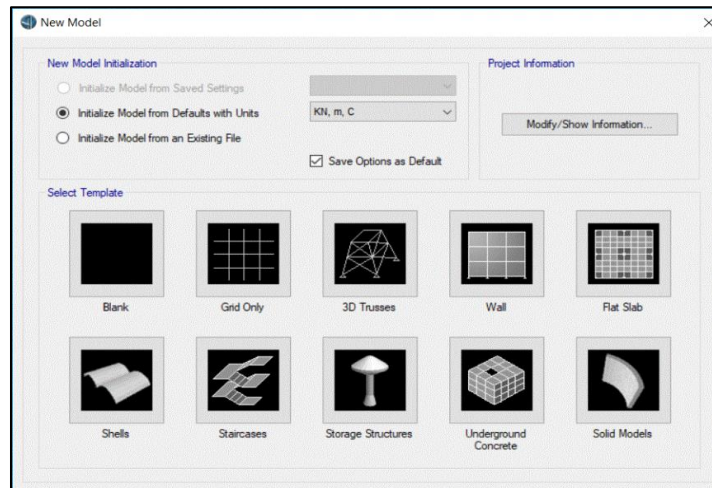 New Model
New Model Initialization
Initialize Model from Saved Settings
Initialize Model from Defaults with Units
KN, m, C
Initialize Model from an Existing File
Save Options as Default
Project Information
Modify/Show Information...
Select Template
Blank
Grid Only
3D Trusses
Wall
Flat Slab
Shells
Staircases
Storage Structures
Underground
Concrete
Solid Models